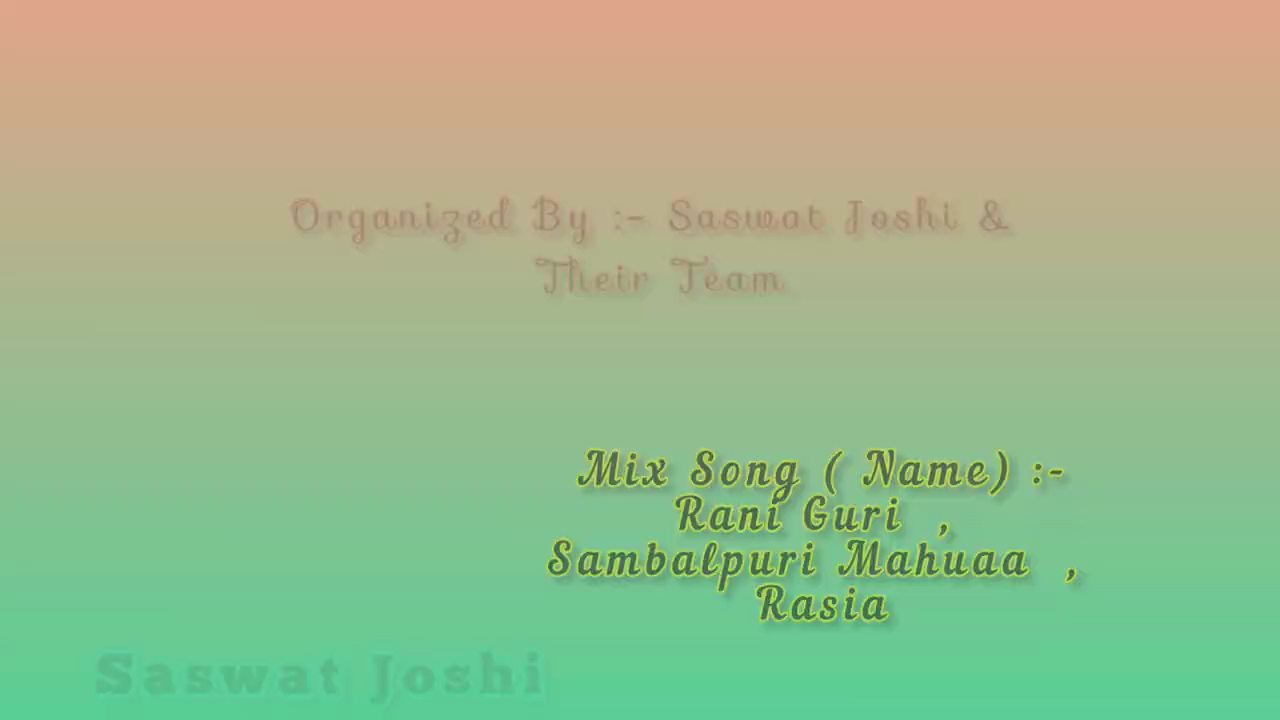 Organized By :- Saswat Joshi &
Their Team
Mix Song ( Name) :-
Rani Guri ,
Sambalpuri Mahuaa ,
Rasia
Saswat Joshi